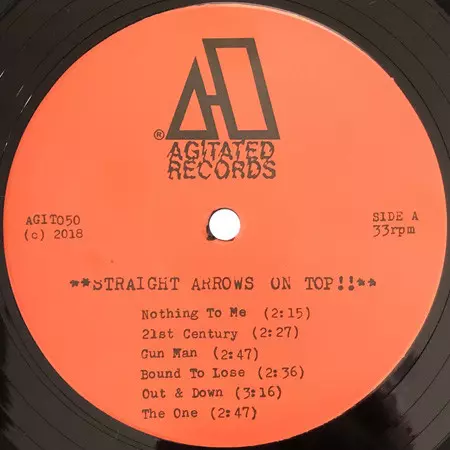 ®
AGITATED
RECORDS
AGIT050
(c) 2018
SIDE A
33rpm
**STRAIGHT ARROWS ON TOP!!**
Nothing To Me (2:15)
21st Century (2:27)
Gun Man (2:47)
Bound To Lose (2:36)
Out & Down (3:16)
The One (2:47)